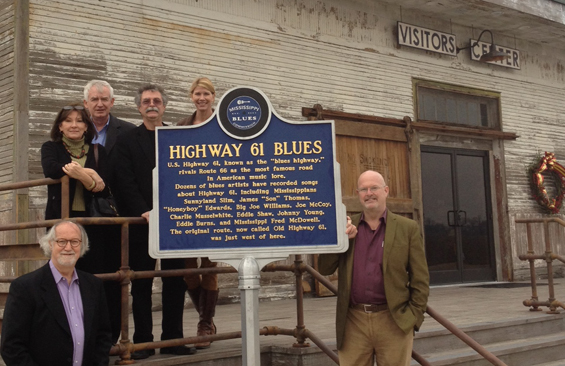 VISITORS CENTER
MISSISSIPPI
BLUES
HIGHWAY 61 BLUES
U.S. Highway 61, known as the "blues highway,"
rivals Route 66 as the most famous road
in American music lore.
Dozens of blues artists have recorded songs
about Highway 61, including Mississippians
Sunnyland Slim, James "Son" Thomas,
"Honeyboy" Edwards, Big Joe Williams, Joe McCoy,
Charlie Musselwhite, Eddie Shaw, Johnny Young,
Eddie Burns, and Mississippi Fred McDowell.
The original route, now called Old Highway 61,
was just west of here.